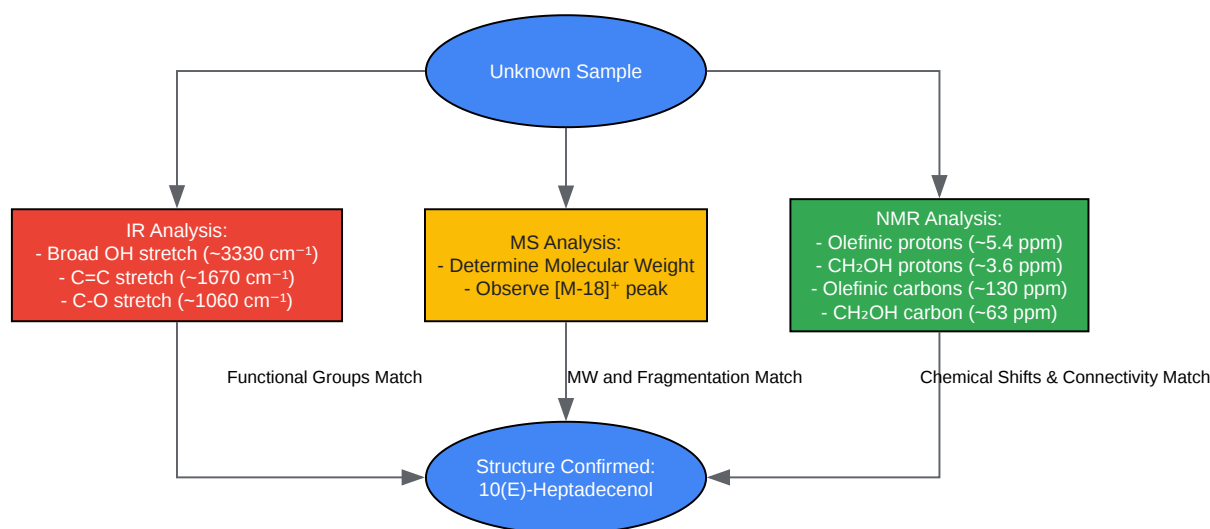 Unknown Sample
IR Analysis:
- Broad OH stretch (~3330 cm⁻¹)
- C=C stretch (~1670 cm⁻¹)
- C-O stretch (~1060 cm⁻¹)
MS Analysis:
- Determine Molecular Weight
- Observe [M-18]⁺ peak
NMR Analysis:
- Olefinic protons (~5.4 ppm)
- CH₂OH protons (~3.6 ppm)
- Olefinic carbons (~130 ppm)
- CH₂OH carbon (~63 ppm)
Functional Groups Match
MW and Fragmentation Match
Chemical Shifts & Connectivity Match
Structure Confirmed:
10(E)-Heptadecenol